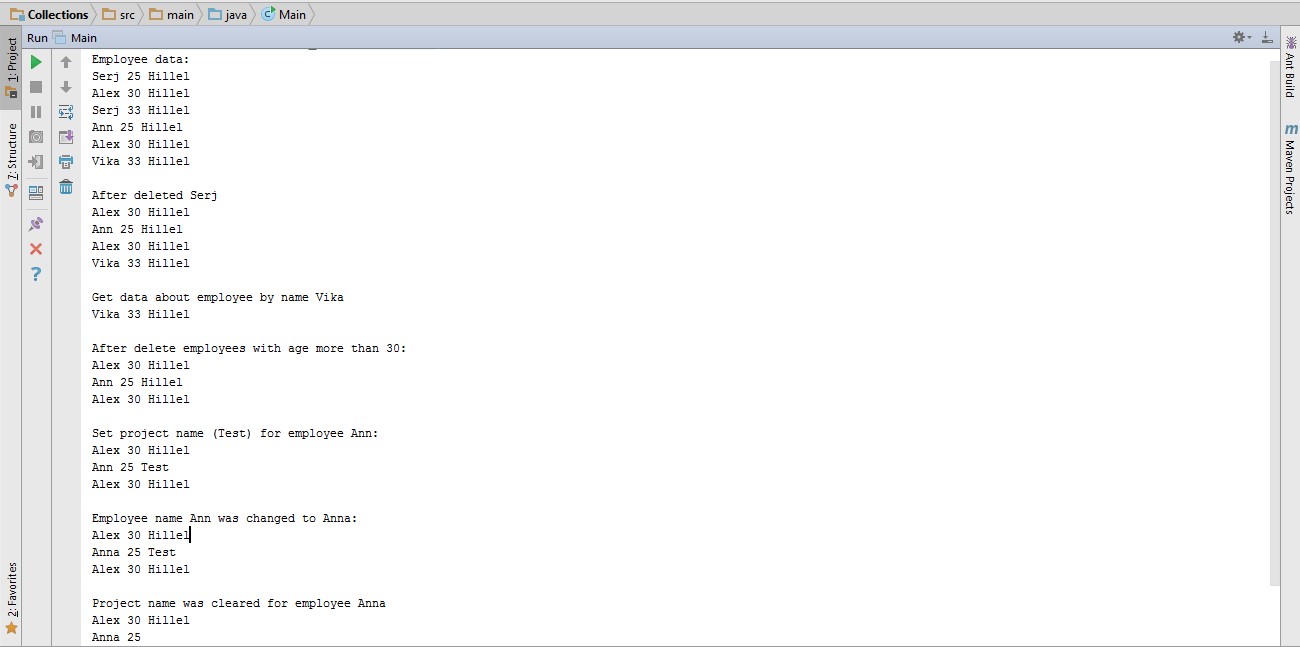 Collections src main java Main
Run Main
1: Project
7: Structure
2: Favorites
Employee data:
Serj 25 Hillel
Alex 30 Hillel
Serj 33 Hillel
Ann 25 Hillel
Alex 30 Hillel
Vika 33 Hillel
After deleted Serj
Alex 30 Hillel
Ann 25 Hillel
Alex 30 Hillel
Vika 33 Hillel
Get data about employee by name Vika
Vika 33 Hillel
After delete employees with age more than 30:
Alex 30 Hillel
Ann 25 Hillel
Alex 30 Hillel
Set project name (Test) for employee Ann:
Alex 30 Hillel
Ann 25 Test
Alex 30 Hillel
Employee name Ann was changed to Anna:
Alex 30 Hillel
Anna 25 Test
Alex 30 Hillel
Project name was cleared for employee Anna
Alex 30 Hillel
Anna 25
Ant Build
Maven Projects